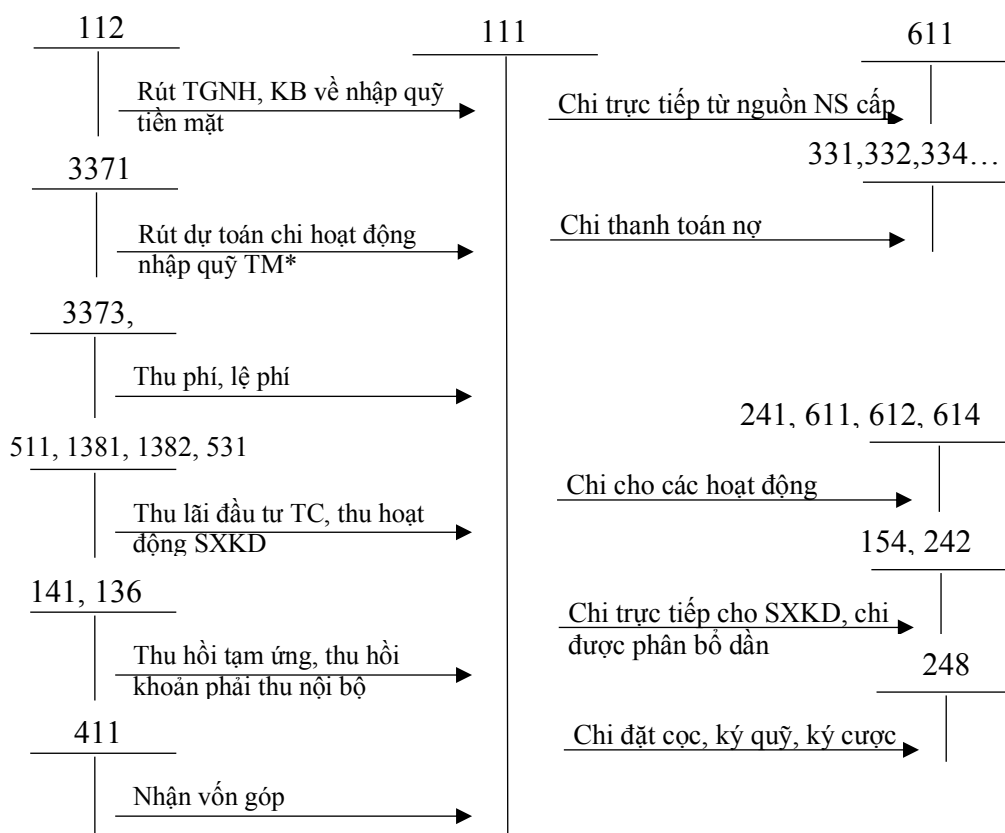 112
111
611
Rút TGNH, KB về nhập quỹ
tiền mặt
Chi trực tiếp từ nguồn NS cấp
331,332,334…
3371
Rút dự toán chi hoạt động
nhập quỹ TM*
Chi thanh toán nợ
3373,
Thu phí, lệ phí
241, 611, 612, 614
511, 1381, 1382, 531
Chi cho các hoạt động
Thu lãi đầu tư TC, thu hoạt
động SXKD
154, 242
141, 136
Chi trực tiếp cho SXKD, chi
được phân bổ dần
Thu hồi tạm ứng, thu hồi
khoản phải thu nội bộ
248
411
Chi đặt cọc, ký quỹ, ký cược
Nhận vốn góp